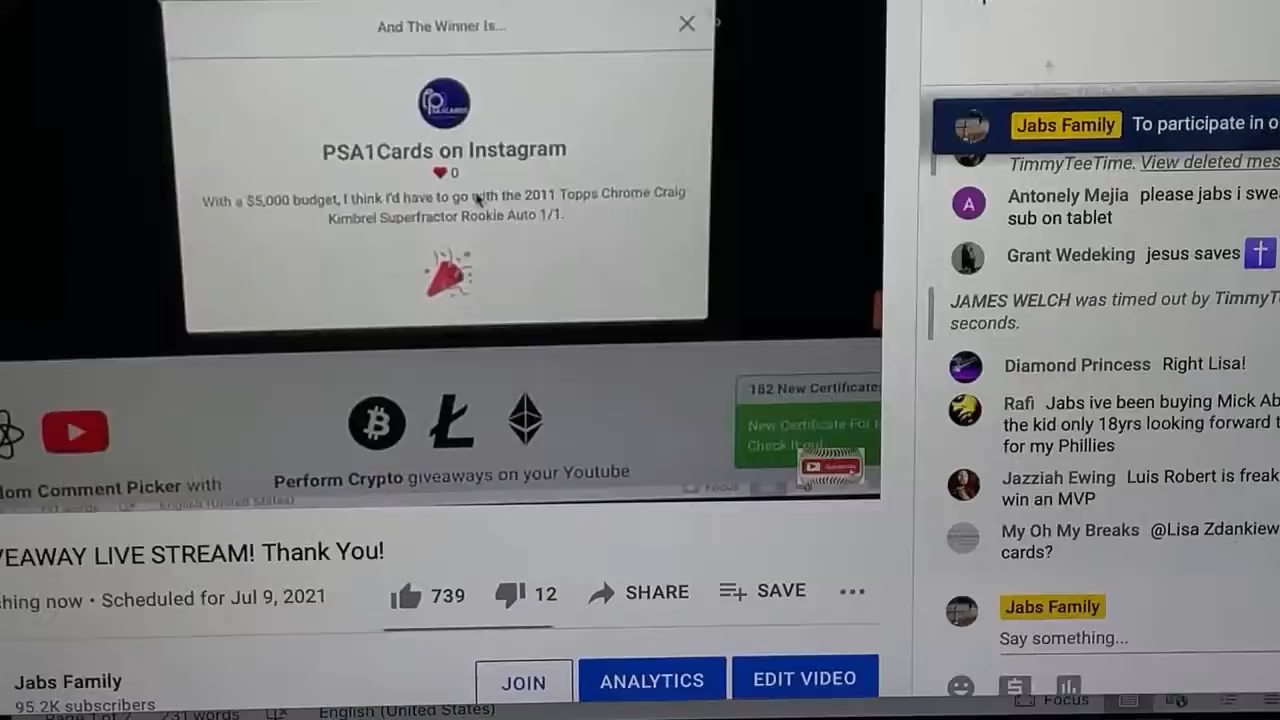 And The Winner Is...
PSA1Cards on Instagram
0
With a $5,000 budget, I think I'd have to go with the 2011 Topps Chrome Craig
Kimbrel Superfractor Rookie Auto 1/1.
Perform Crypto giveaways on your Youtube
Comment Picker with
182 New Certificate
New Certificate For
Check It out
English (United States)
Focus
GIVEAWAY LIVE STREAM! Thank You!
now • Scheduled for Jul 9, 2021
739
12
SHARE
SAVE
Jabs Family
95.2K subscribers
JOIN
ANALYTICS
EDIT VIDEO
Jabs Family To participate in o
TimmyTeeTime. View deleted mes
Antonely Mejia please jabs i swe
sub on tablet
Grant Wedeking jesus saves
JAMES WELCH was timed out by TimmyT
seconds.
Diamond Princess Right Lisa!
Rafi Jabs ive been buying Mick Ab
the kid only 18yrs looking forward t
for my Phillies
Jazziah Ewing Luis Robert is freak
win an MVP
My Oh My Breaks @Lisa Zdankiew
cards?
Jabs Family
Say something...
Focus
231 words
English (United States)